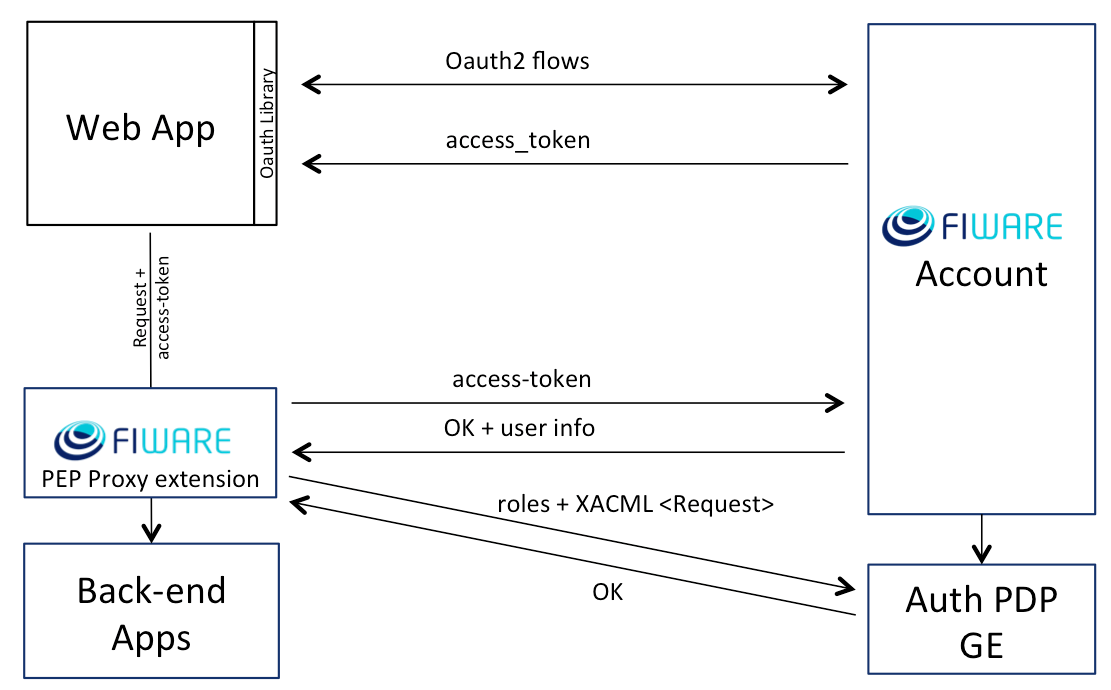 Oauth2 flows
Web App
Oauth Library
access_token
FIWARE
Account
Request +
access-token
access-token
OK + user info
FIWARE
PEP Proxy extension
roles + XACML <Request>
OK
Back-end
Apps
Auth PDP
GE